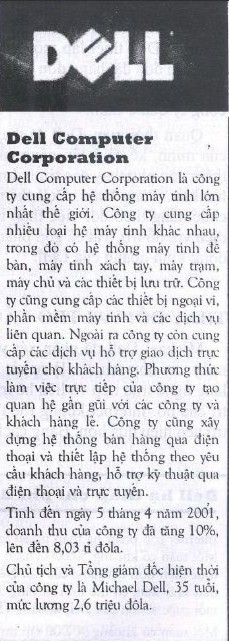 DELL
Dell Computer
Corporation
Dell Computer Corporation là công
ty cung cấp hệ thống máy tính lớn
nhất thế giới. Công ty cung cấp
nhiều loại hệ máy tính khác nhau,
trong đó có hệ thống máy tính để
bàn, máy tính xách tay, máy trạm,
máy chủ và các thiết bị lưu trữ. Công
ty cũng cung cấp các thiết bị ngoại vi,
phần mềm máy tính và các dịch vụ
liên quan. Ngoài ra công ty còn cung
cấp các dịch vụ hỗ trợ giao dịch trực
tuyến cho khách hàng. Phương thức
làm việc trực tiếp của công ty tạo
quan hệ gần gũi với các công ty và
khách hàng lẻ. Công ty cũng xây
dựng hệ thống bán hàng qua điện
thoại và thiết lập hệ thống theo yêu
cầu khách hàng, hỗ trợ kỹ thuật qua
điện thoại và trực tuyến.
Tính đến ngày 5 tháng 4 năm 2001,
doanh thu của công ty đã tăng 10%,
lên đến 8,03 tỉ đôla.
Chủ tịch và Tổng giám đốc hiện thời
của công ty là Michael Dell, 35 tuổi,
mức lương 2,6 triệu đôla.